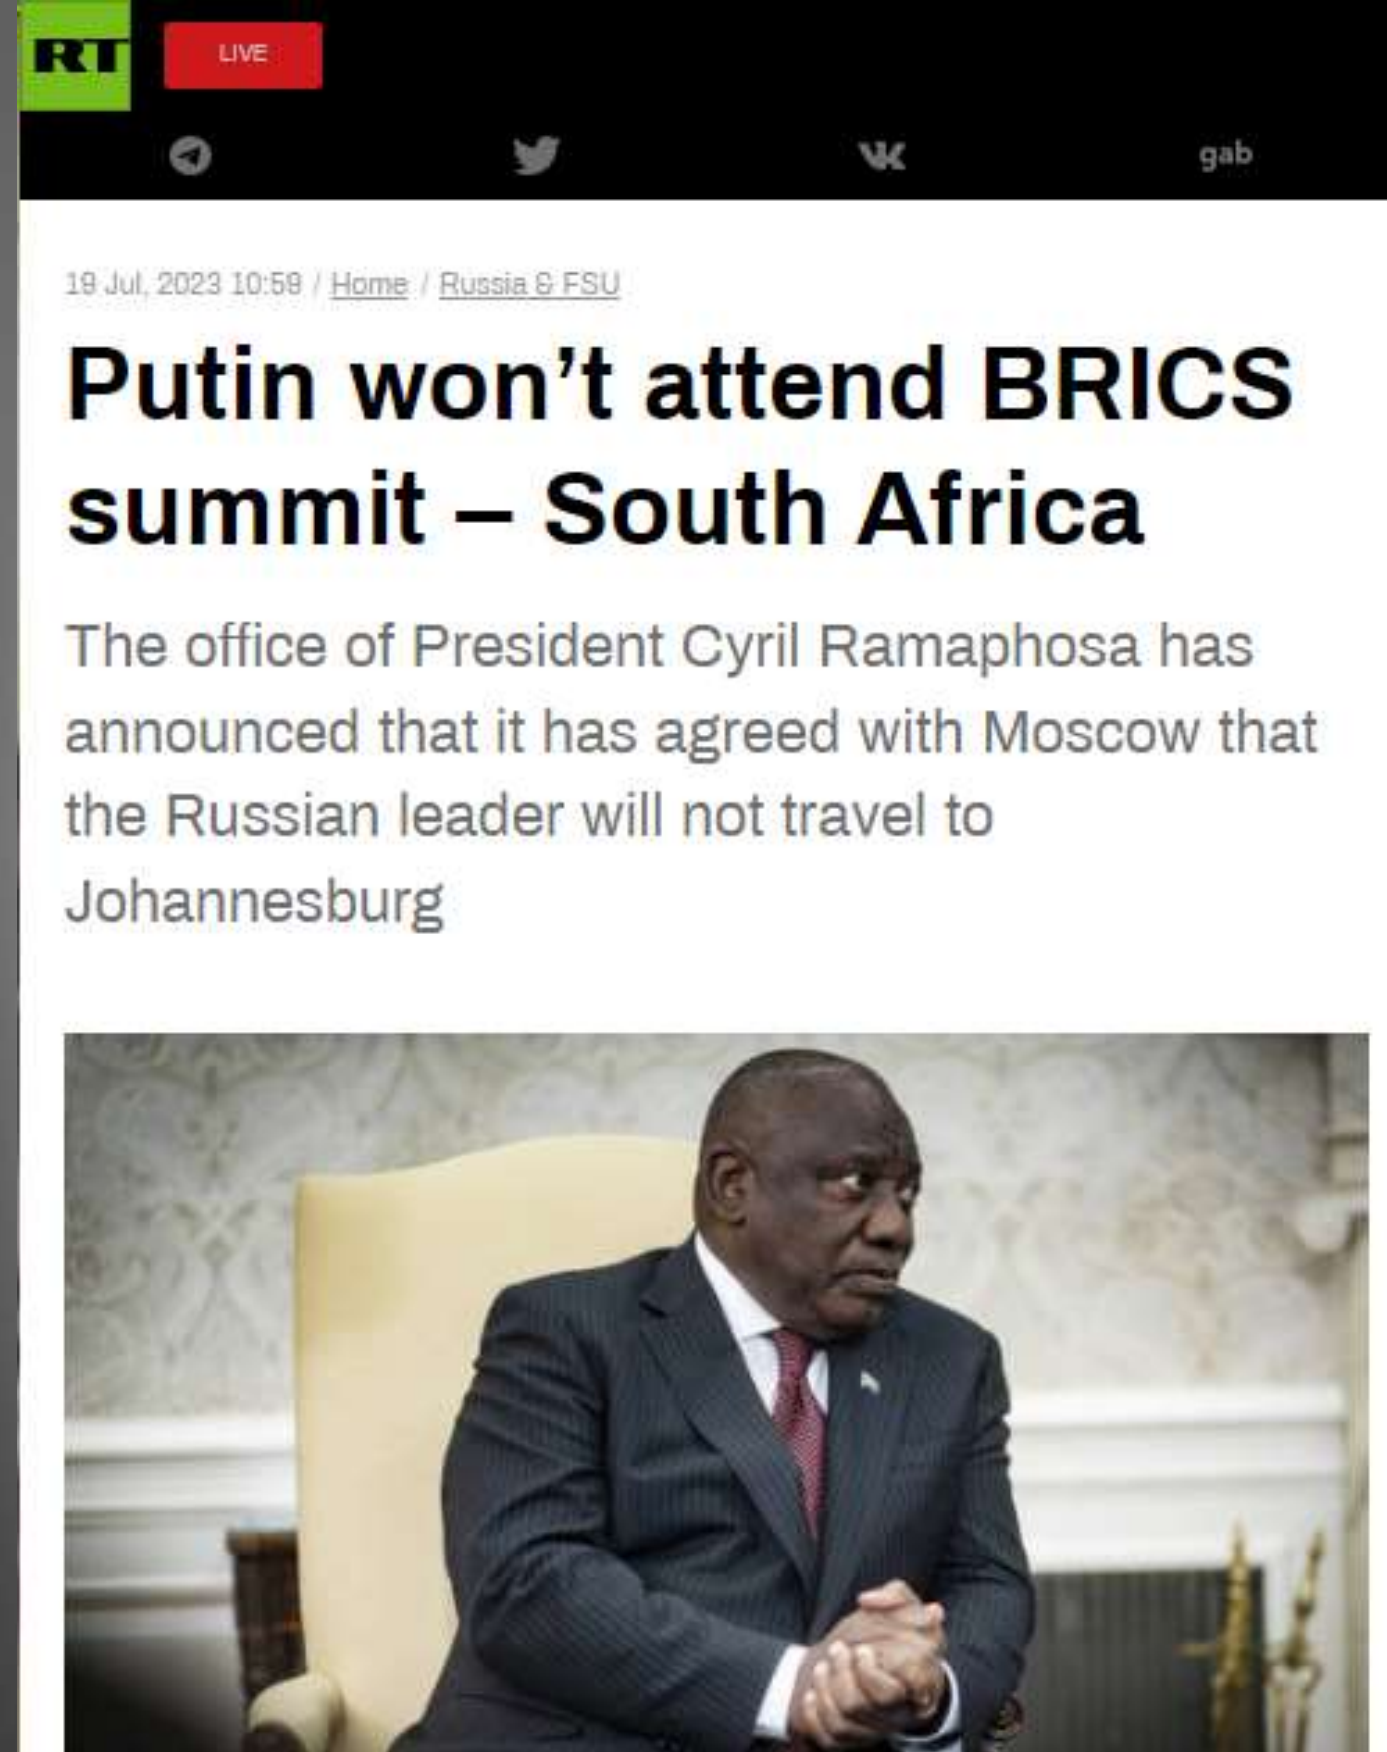 RT
LIVE
gab
19 Jul, 2023 10:59 / Home / Russia & FSU
Putin won’t attend BRICS
summit – South Africa
The office of President Cyril Ramaphosa has
announced that it has agreed with Moscow that
the Russian leader will not travel to
Johannesburg